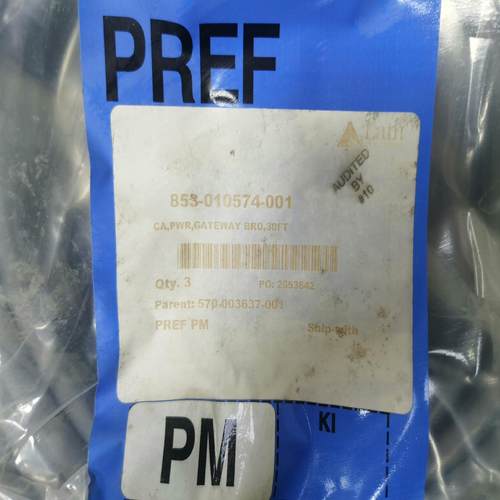 PREF
Lam
AUDITED
BY
#10
853-010574-001
CA,PWR,GATEWAY BRD,30FT
Qty. 3
PO: 2953642
Parent: 570-003637-001
PREF PM
Ship-with
PM
KI